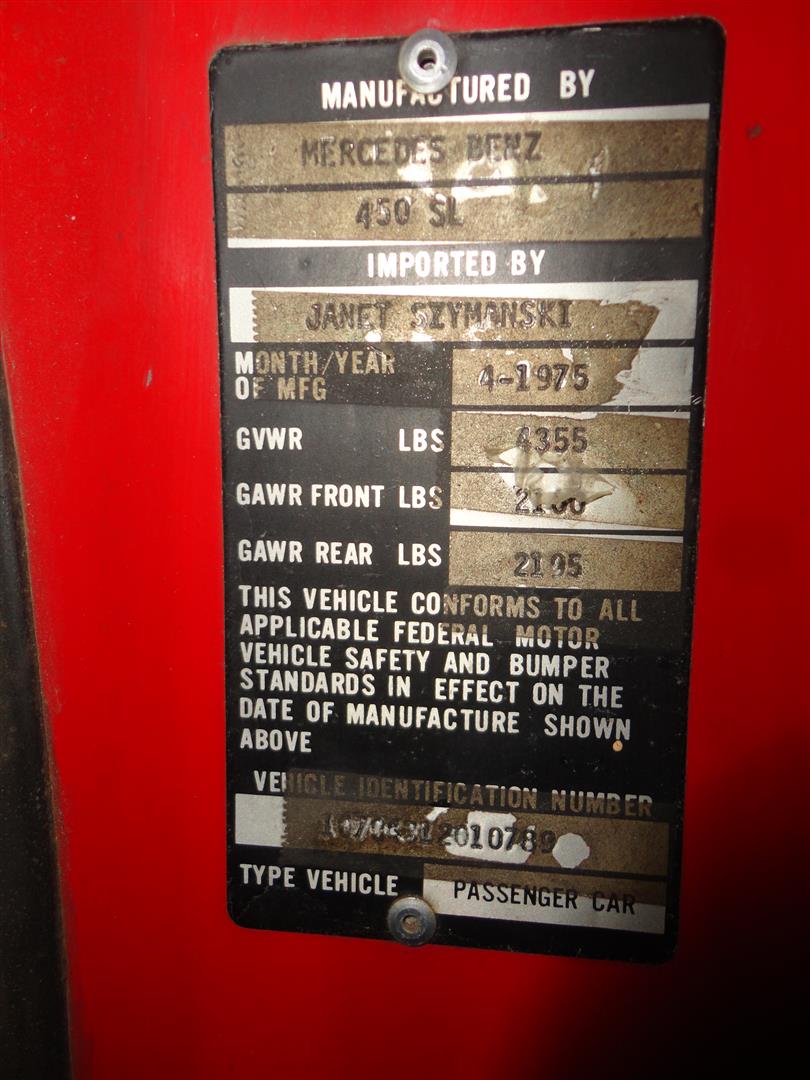 MANUFACTURED BY
MERCEDES BENZ
450 SL
IMPORTED BY
JANET SZYMANSKI
MONTH/YEAR
OF MFG 4-1975
GVWR LBS 4355
GAWR FRONT LBS
GAWR REAR LBS 2195
THIS VEHICLE CONFORMS TO ALL
APPLICABLE FEDERAL MOTOR
VEHICLE SAFETY AND BUMPER
STANDARDS IN EFFECT ON THE
DATE OF MANUFACTURE SHOWN
ABOVE
VEHICLE IDENTIFICATION NUMBER
TYPE VEHICLE PASSENGER CAR